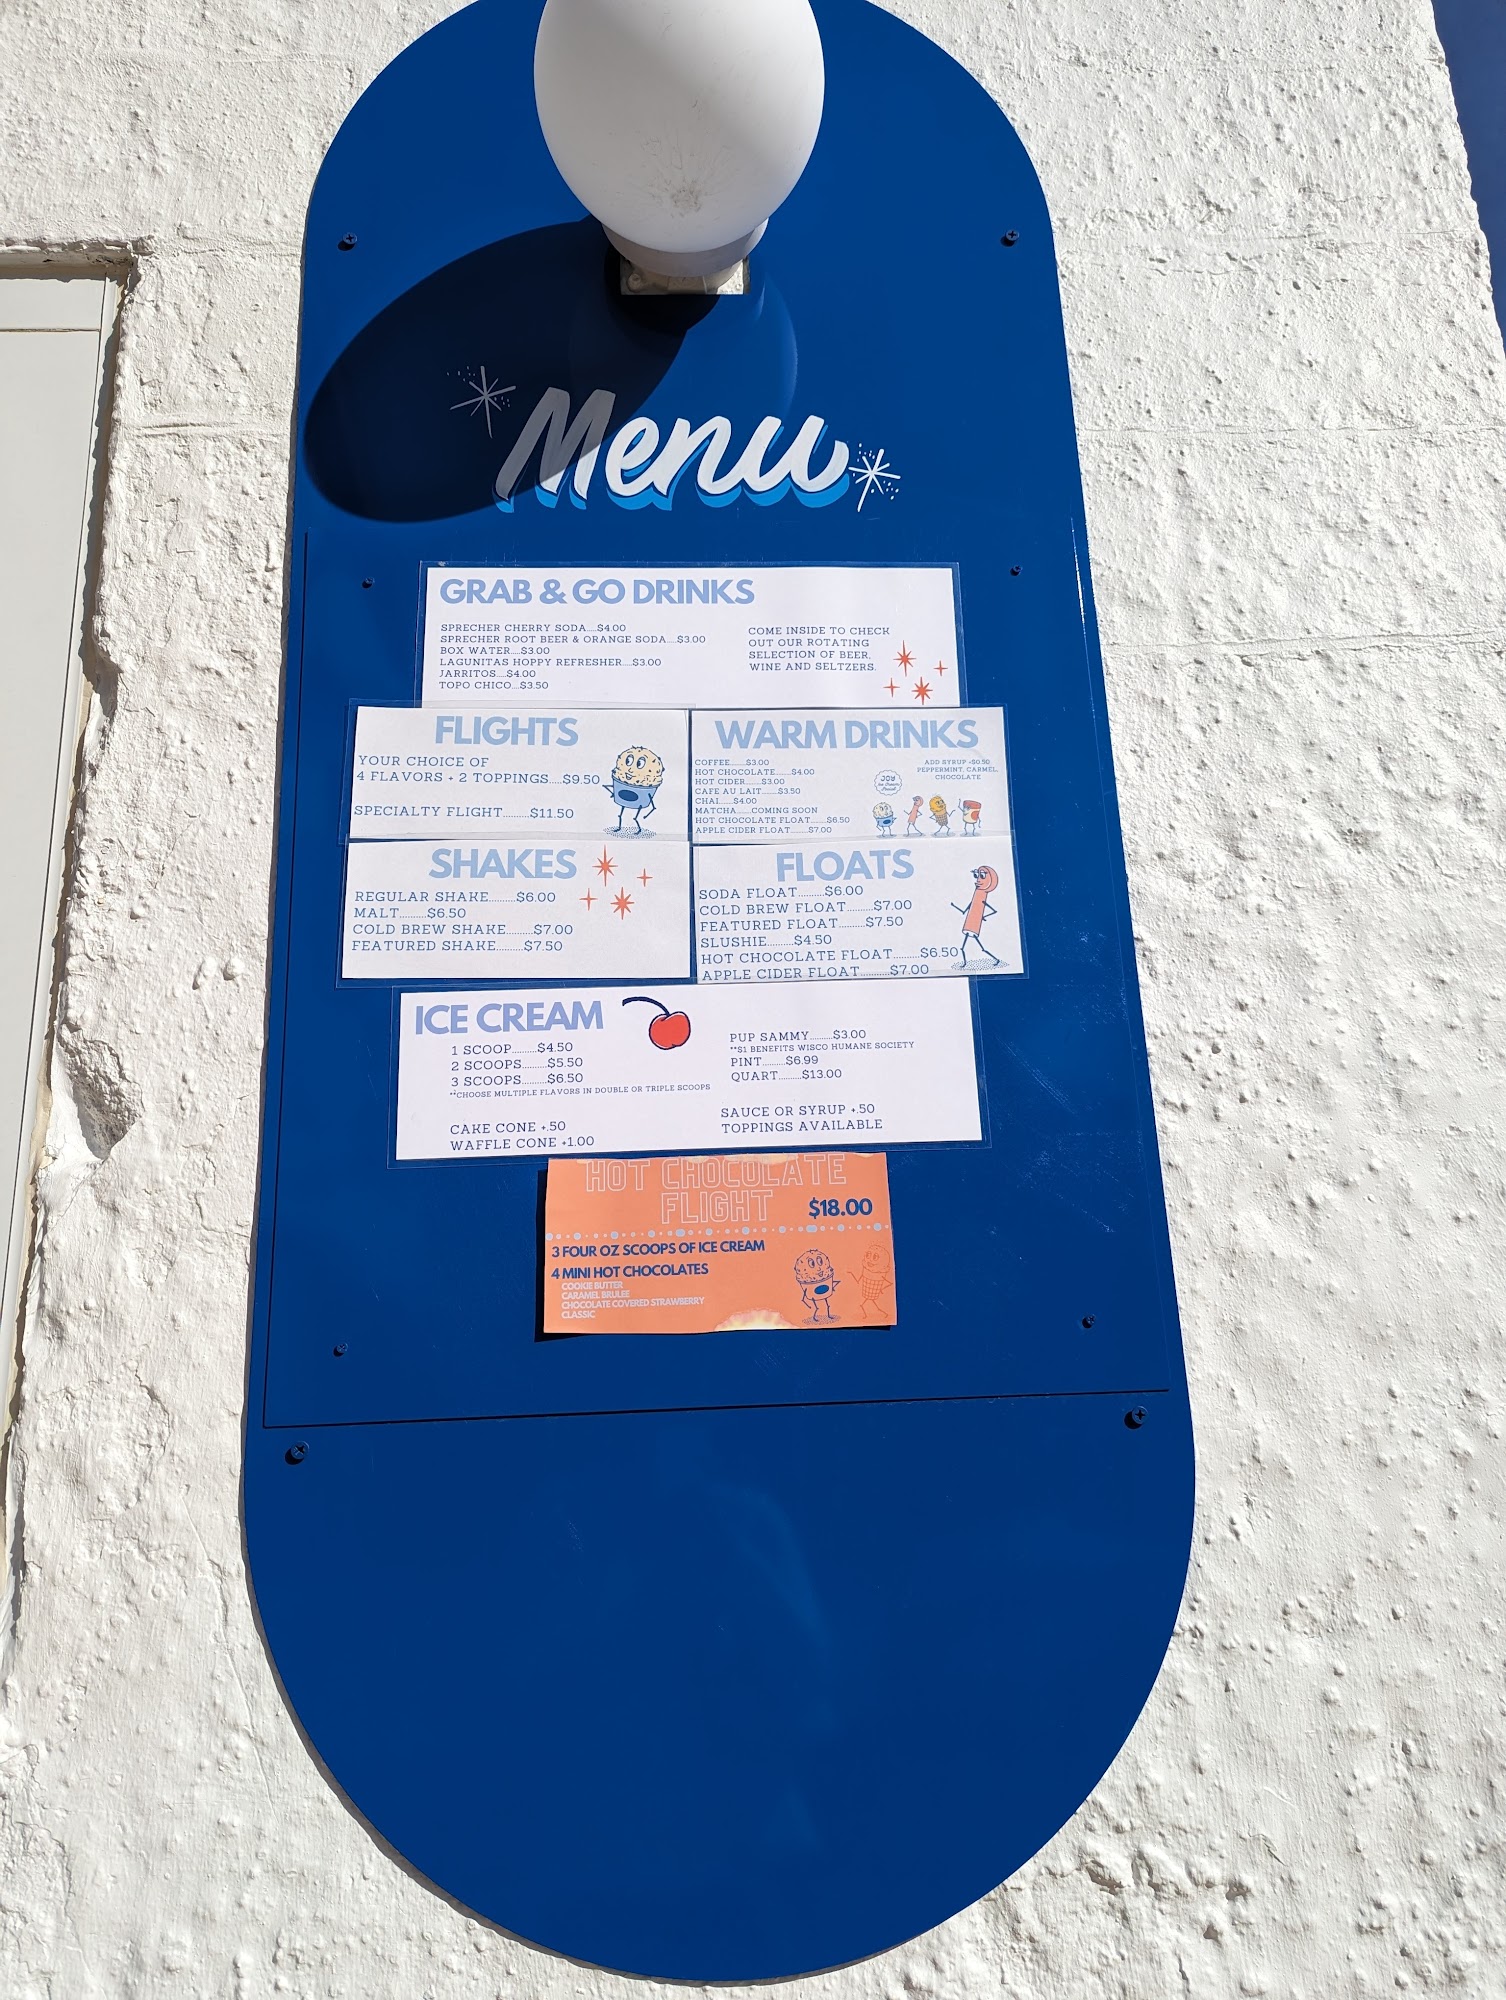 Menu
GRAB & GO DRINKS
SPRECHER CHERRY SODA....$4.00
SPRECHER ROOT BEER & ORANGE SODA....$3.00
BOX WATER....$3.00
LAGUNITAS HOPPY REFRESHER....$3.00
JARRITOS....$4.00
TOPO CHICO....$3.50
COME INSIDE TO CHECK
OUT OUR ROTATING
SELECTION OF BEER,
WINE AND SELTZERS.
FLIGHTS
YOUR CHOICE OF
4 FLAVORS + 2 TOPPINGS.....$9.50
SPECIALTY FLIGHT.........$11.50
WARM DRINKS
COFFEE.......$3.00
HOT CHOCOLATE........$4.00
HOT CIDER.......$3.00
CAFE AU LAIT.......$3.50
CHAI.......$4.00
MATCHA.......COMING SOON
HOT CHOCOLATE FLOAT........$6.50
APPLE CIDER FLOAT........$7.00
ADD SYRUP +$0.50
PEPPERMINT, CARMEL,
CHOCOLATE
SHAKES
REGULAR SHAKE.........$6.00
MALT.........$6.50
COLD BREW SHAKE.........$7.00
FEATURED SHAKE.........$7.50
FLOATS
SODA FLOAT.........$6.00
COLD BREW FLOAT.........$7.00
FEATURED FLOAT.........$7.50
SLUSHIE.........$4.50
HOT CHOCOLATE FLOAT.........$6.50
APPLE CIDER FLOAT..........$7.00
ICE CREAM
1 SCOOP.........$4.50
2 SCOOPS.........$5.50
3 SCOOPS.........$6.50
**CHOOSE MULTIPLE FLAVORS IN DOUBLE OR TRIPLE SCOOPS
CAKE CONE +.50
WAFFLE CONE +1.00
PUP SAMMY.........$3.00
**$1 BENEFITS WISCO HUMANE SOCIETY
PINT.........$6.99
QUART.........$13.00
SAUCE OR SYRUP +.50
TOPPINGS AVAILABLE
HOT CHOCOLATE
FLIGHT $18.00
3 FOUR OZ SCOOPS OF ICE CREAM
4 MINI HOT CHOCOLATES
COOKIE BUTTER
CARAMEL BRULEE
CHOCOLATE COVERED STRAWBERRY
CLASSIC